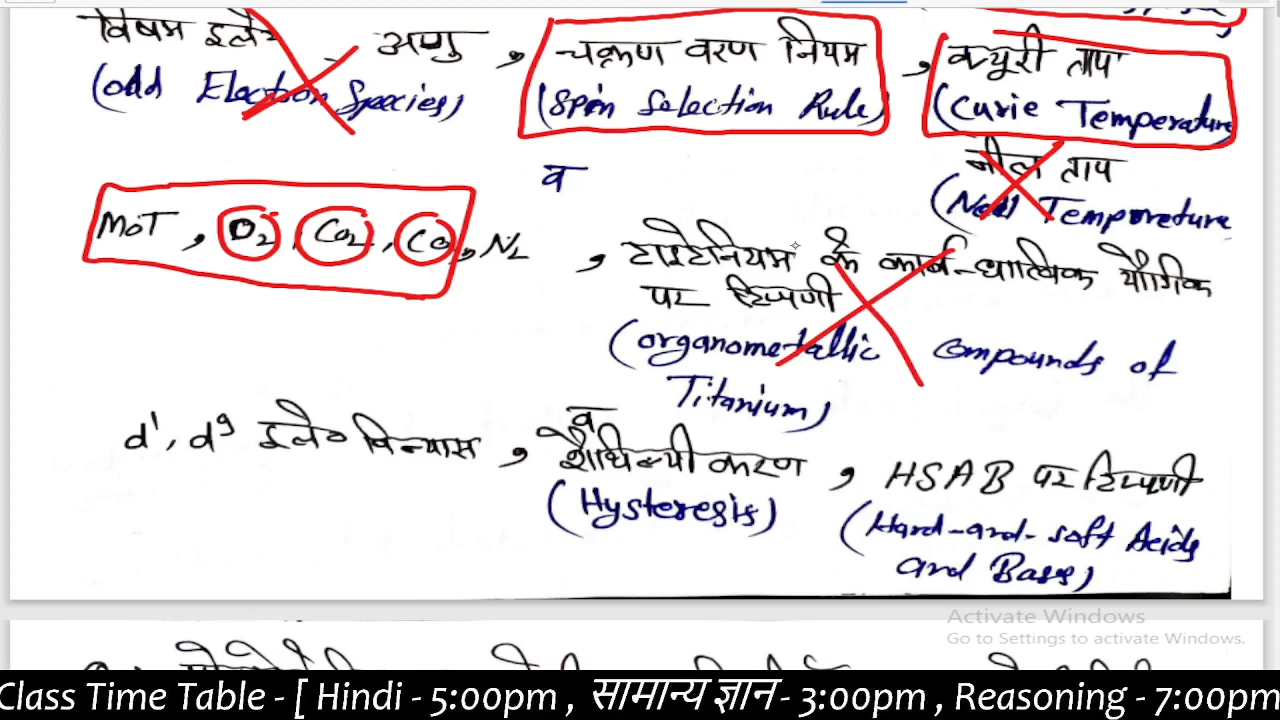 विषम इले० अणु , चक्रण वरण नियम , क्यूरी ताप
(odd Electron Species) (Spin Selection Rule) (Curie Temperature
व नील ताप
(Neel Temperature
MOT , O2 , CO2 , CO , N2
, टाइटेनियम के कार्ब-धात्विक यौगिक
पर टिप्पणी
(organometallic compounds of
Titanium)
d1, d9 इले० विन्यास , व शैथिल्यीकरण , HSAB पर टिप्पणी
(Hysteresis) (Hard-and-soft Acids
and Bases)
Activate Windows
Go to Settings to activate Windows.
Class Time Table - [ Hindi - 5:00pm , सामान्य ज्ञान - 3:00pm , Reasoning - 7:00pm